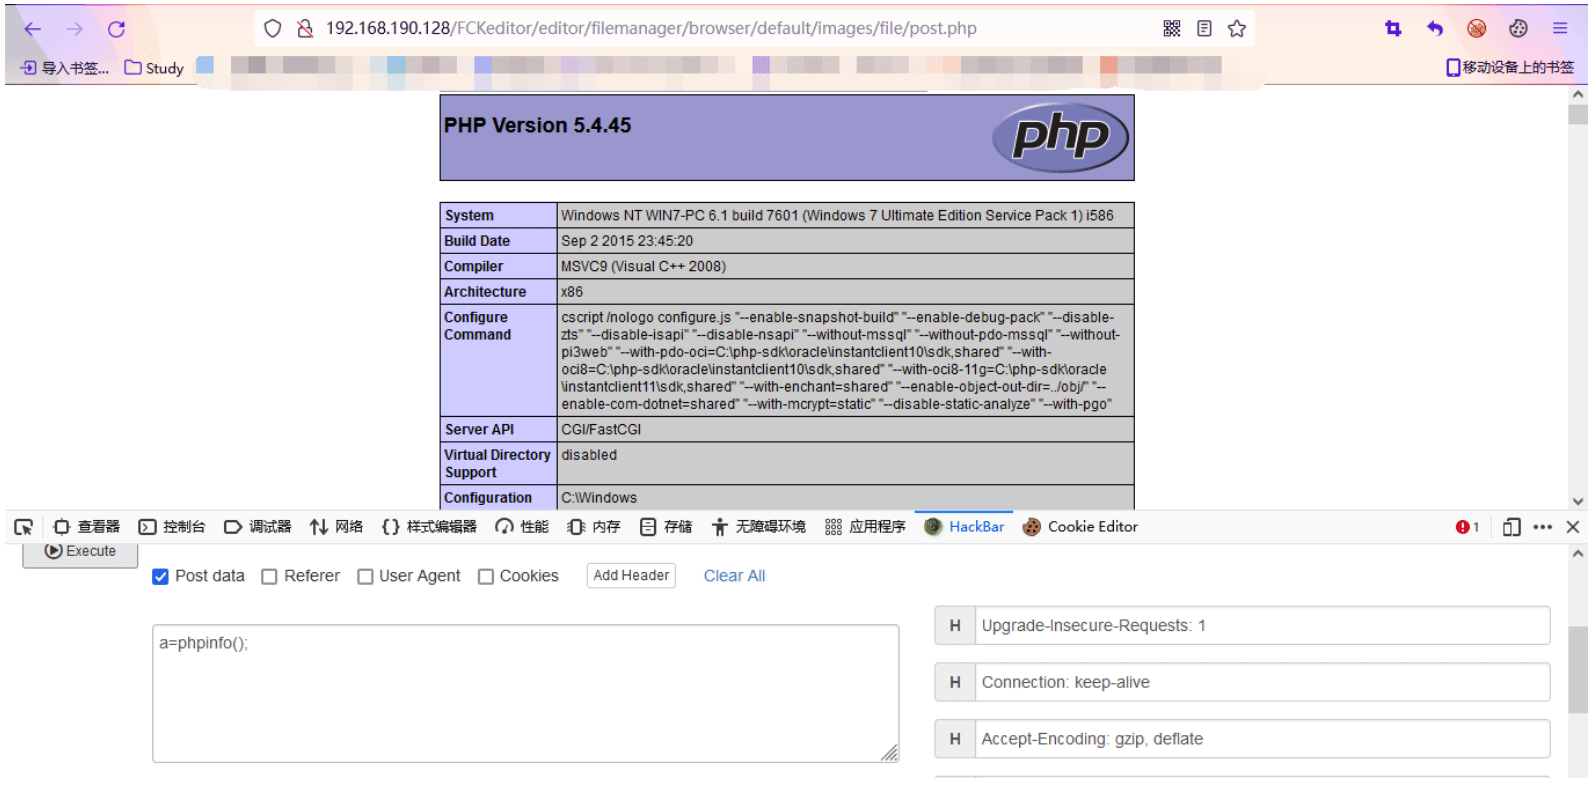 192.168.190.128/FCKeditor/editor/filemanager/browser/default/images/file/post.php
导入书签... Study 移动设备上的书签
PHP Version 5.4.45
php
System Windows NT WIN7-PC 6.1 build 7601 (Windows 7 Ultimate Edition Service Pack 1) i586
Build Date Sep 2 2015 23:45:20
Compiler MSVC9 (Visual C++ 2008)
Architecture x86
Configure Command cscript /nologo configure.js "--enable-snapshot-build" "--enable-debug-pack" "--disable-
zts" "--disable-isapi" "--disable-nsapi" "--without-mssql" "--without-pdo-mssql" "--without-
pi3web" "--with-pdo-oci=C:\php-sdk\oracle\instantclient10\sdk,shared" "--with-
oci8=C:\php-sdk\oracle\instantclient10\sdk,shared" "--with-oci8-11g=C:\php-sdk\oracle
\instantclient11\sdk,shared" "--with-enchant=shared" "--enable-object-out-dir=../obj/" "--
enable-com-dotnet=shared" "--with-mcrypt=static" "--disable-static-analyze" "--with-pgo"
Server API CGI/FastCGI
Virtual Directory Support disabled
Configuration C:\Windows
查看器 控制台 调试器 网络 {} 样式编辑器 性能 内存 存储 无障碍环境 应用程序 HackBar Cookie Editor 1
Execute
Post data Referer User Agent Cookies Add Header Clear All
a=phpinfo();
H Upgrade-Insecure-Requests: 1
H Connection: keep-alive
H Accept-Encoding: gzip, deflate